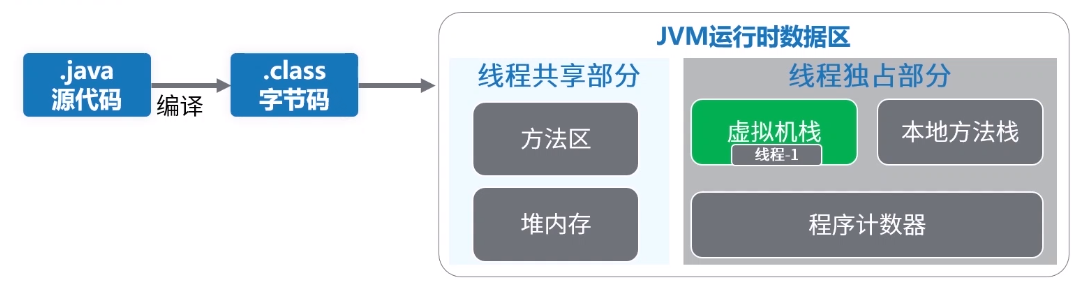 .java
源代码
编译
.class
字节码
JVM运行时数据区
线程共享部分
方法区
堆内存
线程独占部分
虚拟机栈
线程-1
本地方法栈
程序计数器